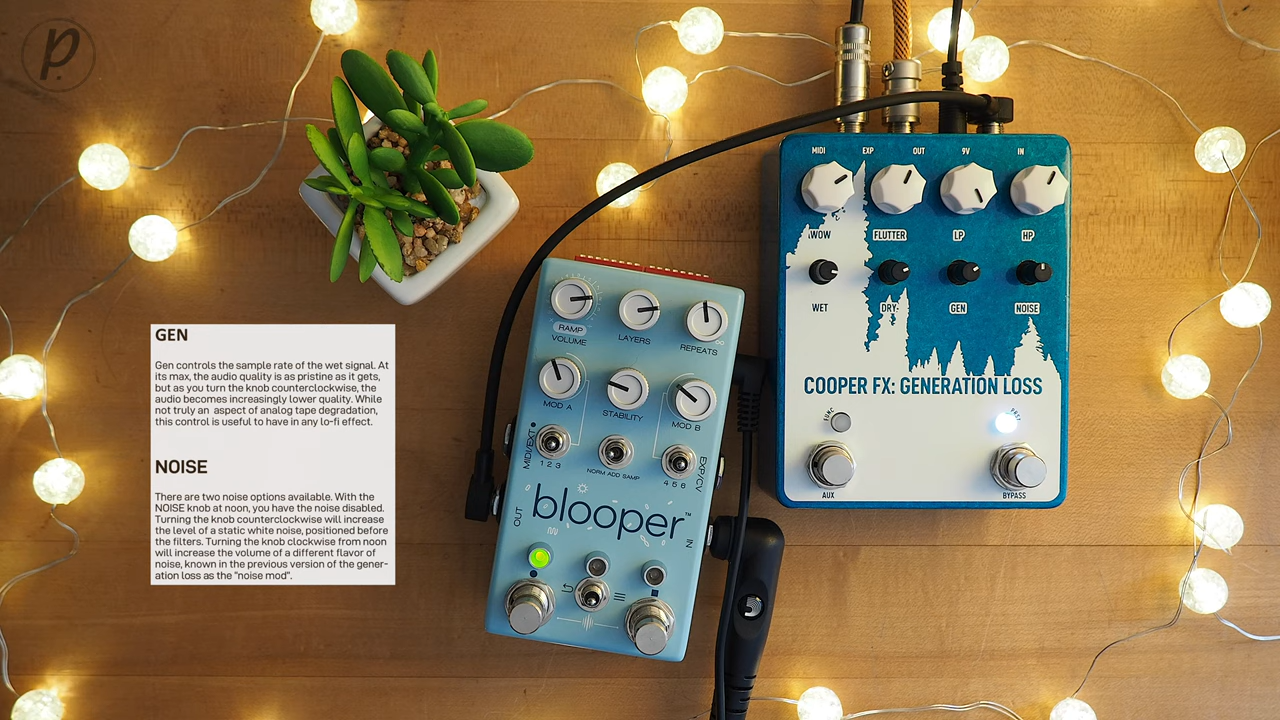 p.
GEN
Gen controls the sample rate of the wet signal. At
its max, the audio quality is as pristine as it gets,
but as you turn the knob counterclockwise, the
audio becomes increasingly lower quality. While
not truly an aspect of analog tape degradation,
this control is useful to have in any lo-fi effect.
NOISE
There are two noise options available. With the
NOISE knob at noon, you have the noise disabled.
Turning the knob counterclockwise will increase
the level of a static white noise, positioned before
the filters. Turning the knob clockwise from noon
will increase the volume of a different flavor of
noise, known in the previous version of the gener-
ation loss as the "noise mod".
RAMP
VOLUME LAYERS REPEATS
MOD A STABILITY MOD B
MIDI/EXT EXP/CV
1 2 3 NORM ADD SAMP 4 5 6
blooper™
OUT IN
MIDI EXP OUT 9V IN
WOW FLUTTER LP HP
WET DRY GEN NOISE
COOPER FX: GENERATION LOSS
AUX BYPASS